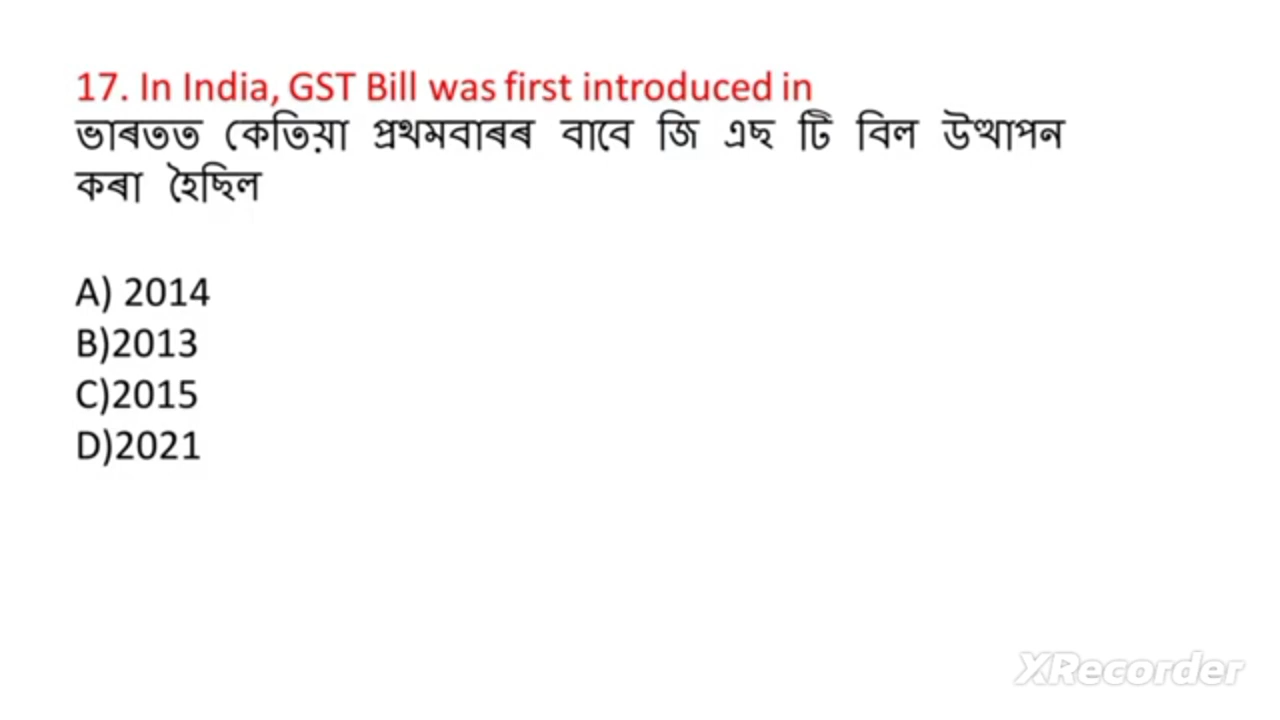 17. In India, GST Bill was first introduced in
ভাৰতত কেতিয়া প্ৰথমবাৰৰ বাবে জি এছ টি বিল উত্থাপন
কৰা হৈছিল
A) 2014
B)2013
C)2015
D)2021
XRecorder